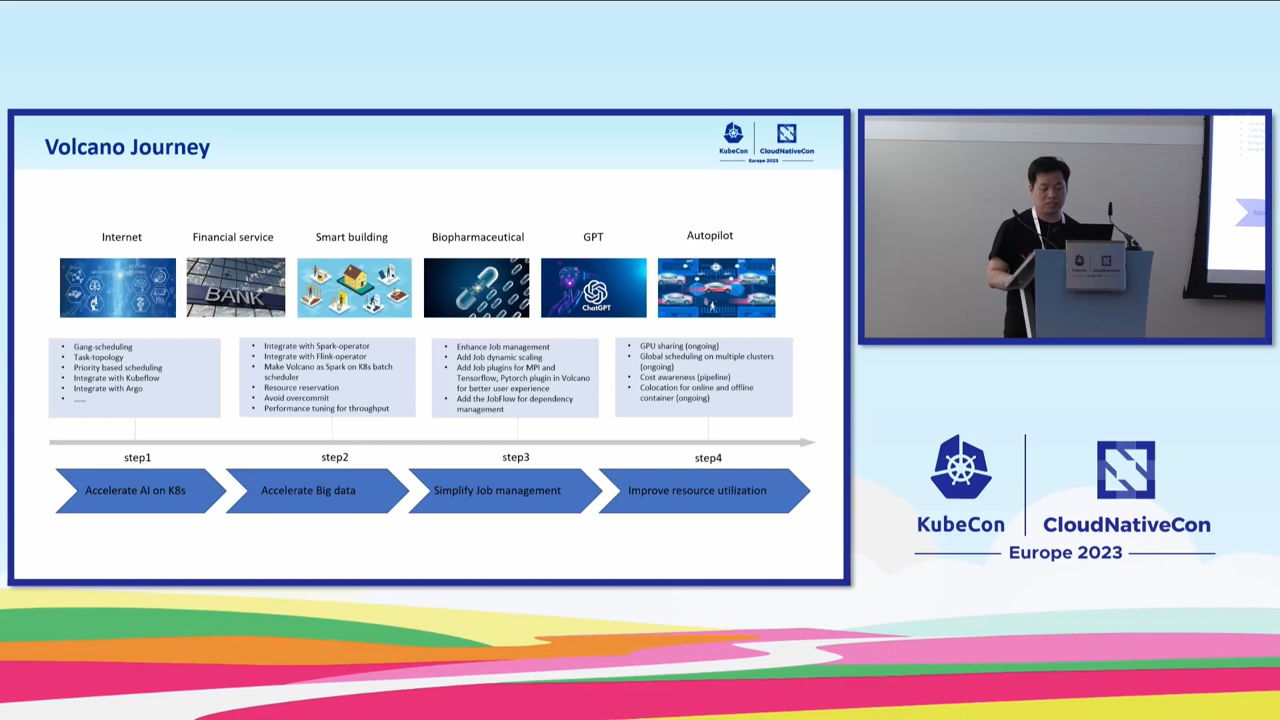 Volcano Journey
KubeCon
CloudNativeCon
Europe 2023
Internet
Financial service
Smart building
Biopharmaceutical
GPT
Autopilot
BANK
ChatGPT
• Gang-scheduling
• Task-topology
• Priority based scheduling
• Integrate with Kubeflow
• Integrate with Argo
• ......
• Integrate with Spark-operator
• Integrate with Flink-operator
• Make Volcano as Spark on K8s batch
scheduler
• Resource reservation
• Avoid overcommit
• Performance tuning for throughput
• Enhance Job management
• Add Job dynamic scaling
• Add Job plugins for MPI and
Tensorflow, Pytorch plugin in Volcano
for better user experience
• Add the JobFlow for dependency
management
• GPU sharing (ongoing)
• Global scheduling on multiple clusters
(ongoing)
• Cost awareness (pipeline)
• Colocation for online and offline
container (ongoing)
step1
step2
step3
step4
Accelerate AI on K8s
Accelerate Big data
Simplify Job management
Improve resource utilization
KubeCon
CloudNativeCon
Europe 2023